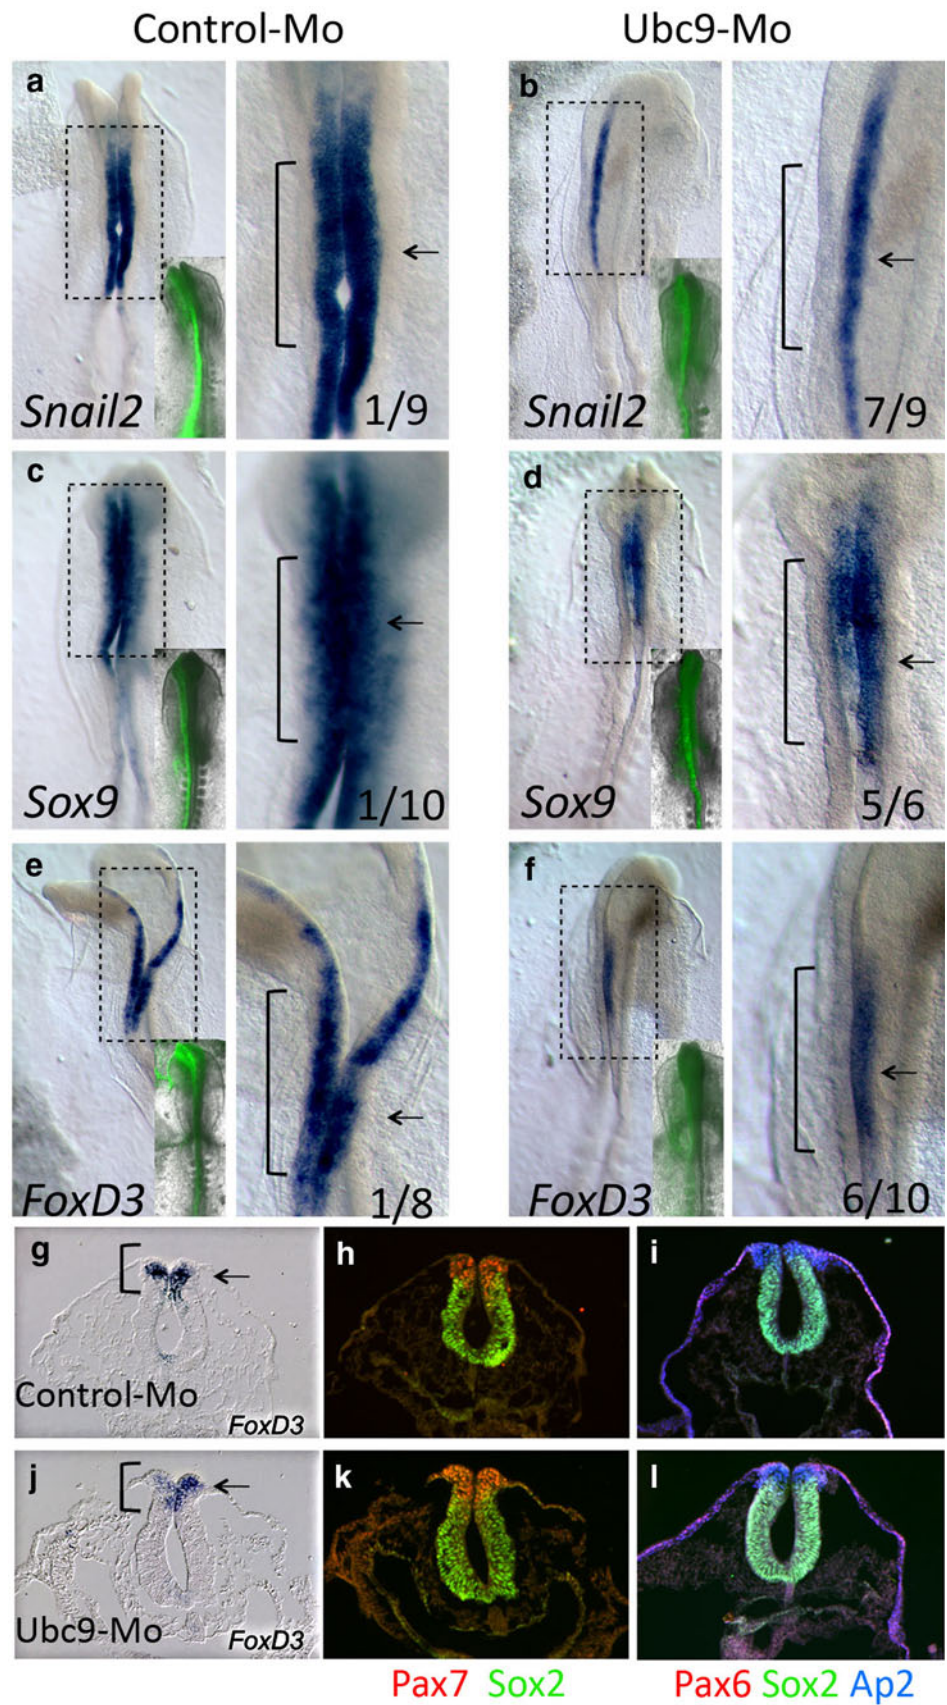 Control-Mo Ubc9-Mo
a b
Snail2 1/9 Snail2 7/9
c d
Sox9 1/10 Sox9 5/6
e f
FoxD3 1/8 FoxD3 6/10
g h i
Control-Mo
FoxD3
j k l
Ubc9-Mo
FoxD3
Pax7 Sox2 Pax6 Sox2 Ap2